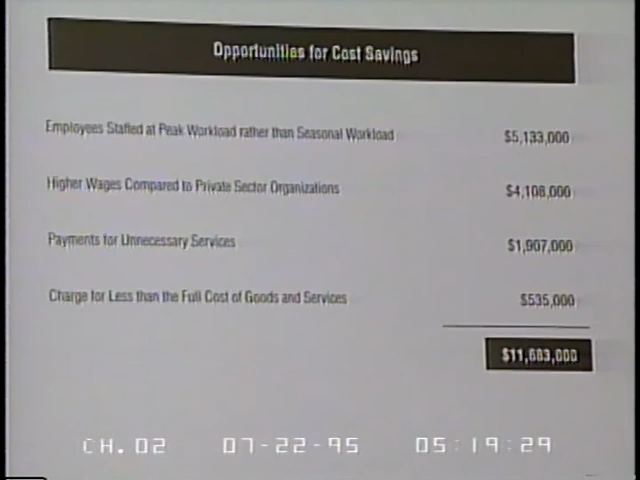 Opportunities for Cost Savings
Employees Staffed at Peak Workload rather than Seasonal Workload $5,133,000
Higher Wages Compared to Private Sector Organizations $4,108,000
Payments for Unnecessary Services $1,907,000
Charge for Less than the Full Cost of Goods and Services $535,000
$11,683,000
CH. 02 07-22-95 05:19:29